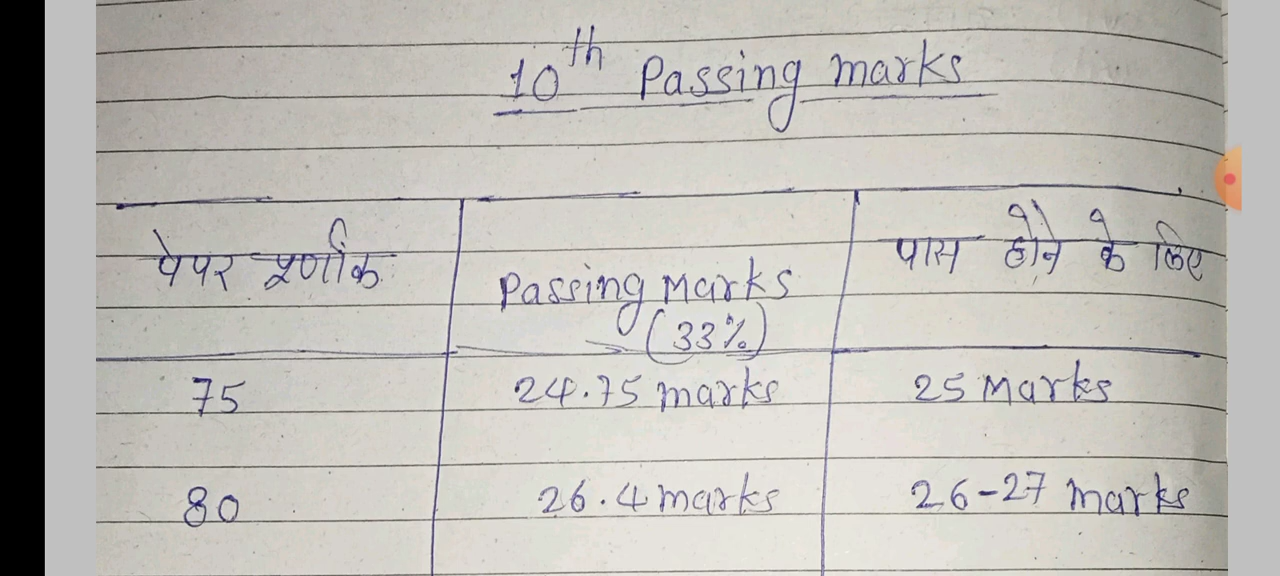 10th Passing marks
पेपर पूर्णांक
Passing Marks
(33%)
पास होने के लिए
75
24.75 marks
25 Marks
80
26.4 marks
26-27 marks